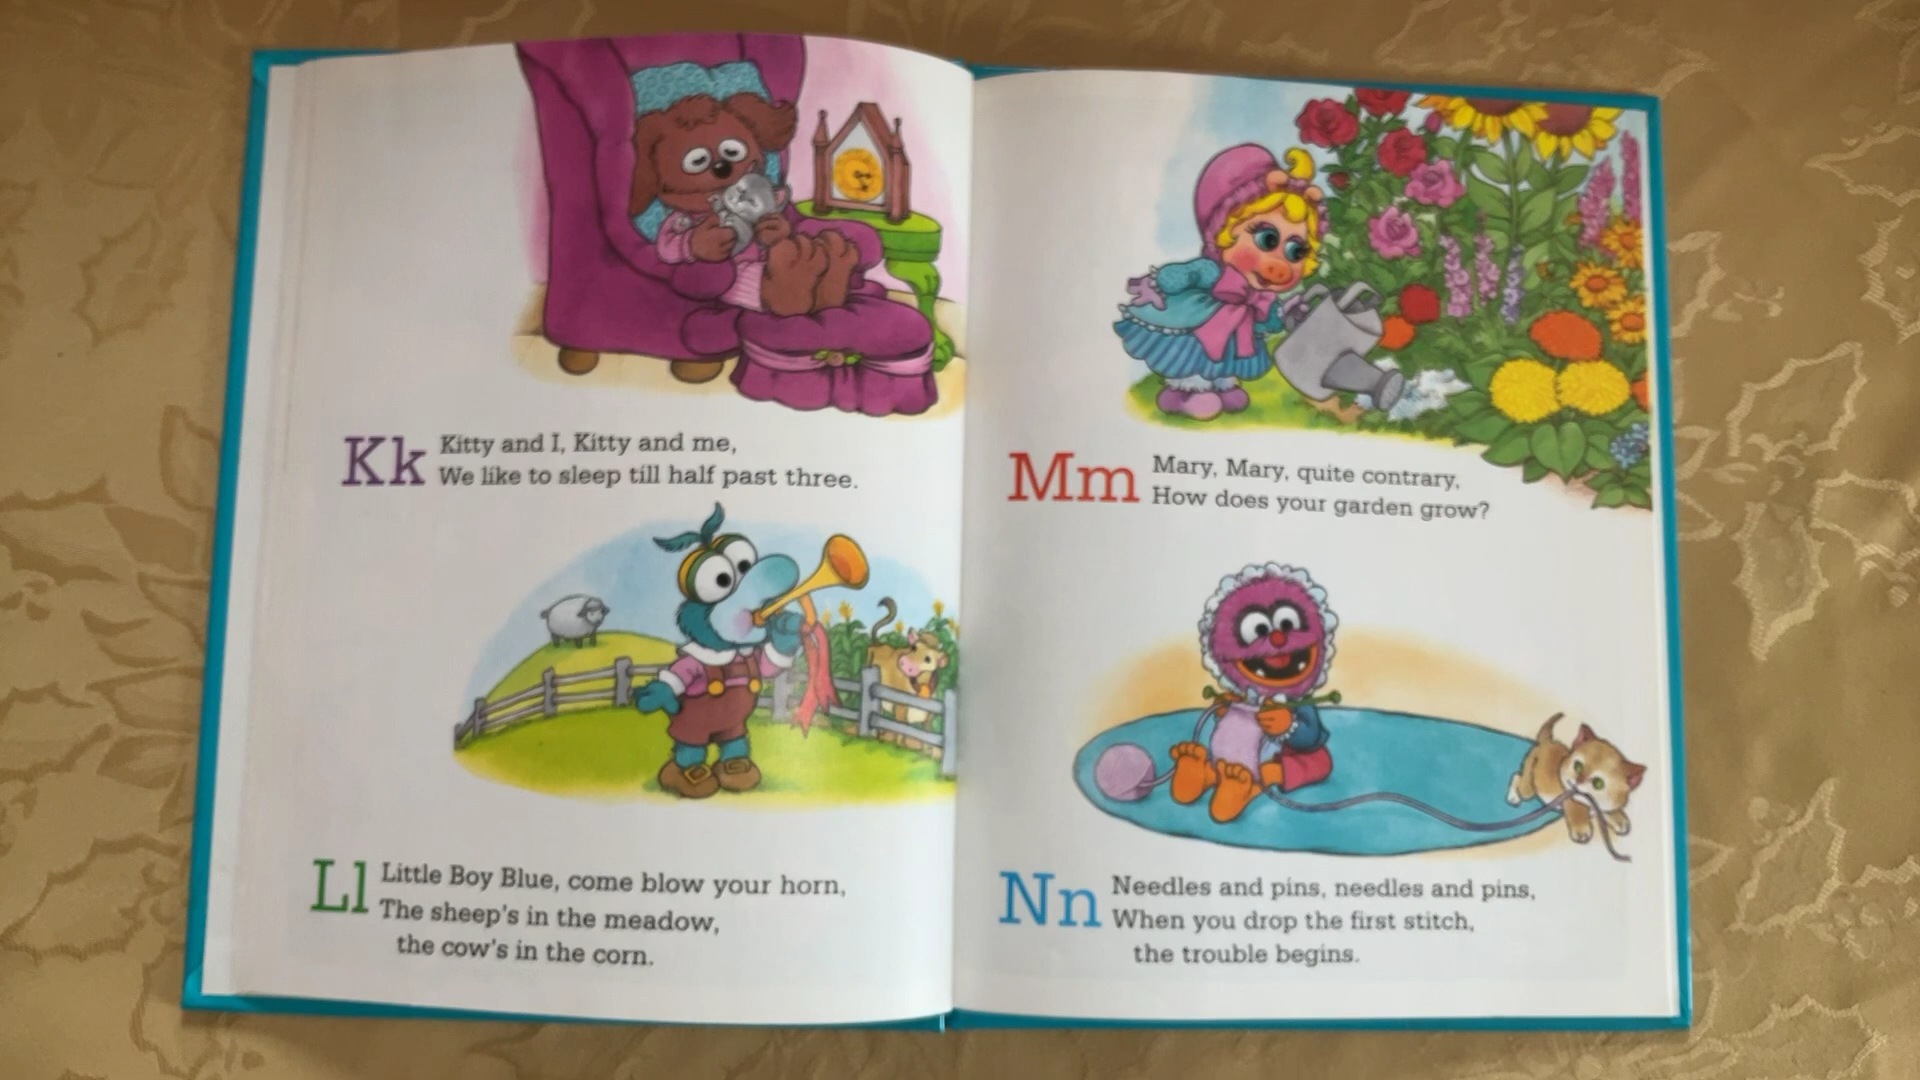 Kk
Kitty and I, Kitty and me,
We like to sleep till half past three.
Ll
Little Boy Blue, come blow your horn,
The sheep's in the meadow,
the cow's in the corn.
Mm
Mary, Mary, quite contrary,
How does your garden grow?
Nn
Needles and pins, needles and pins,
When you drop the first stitch,
the trouble begins.